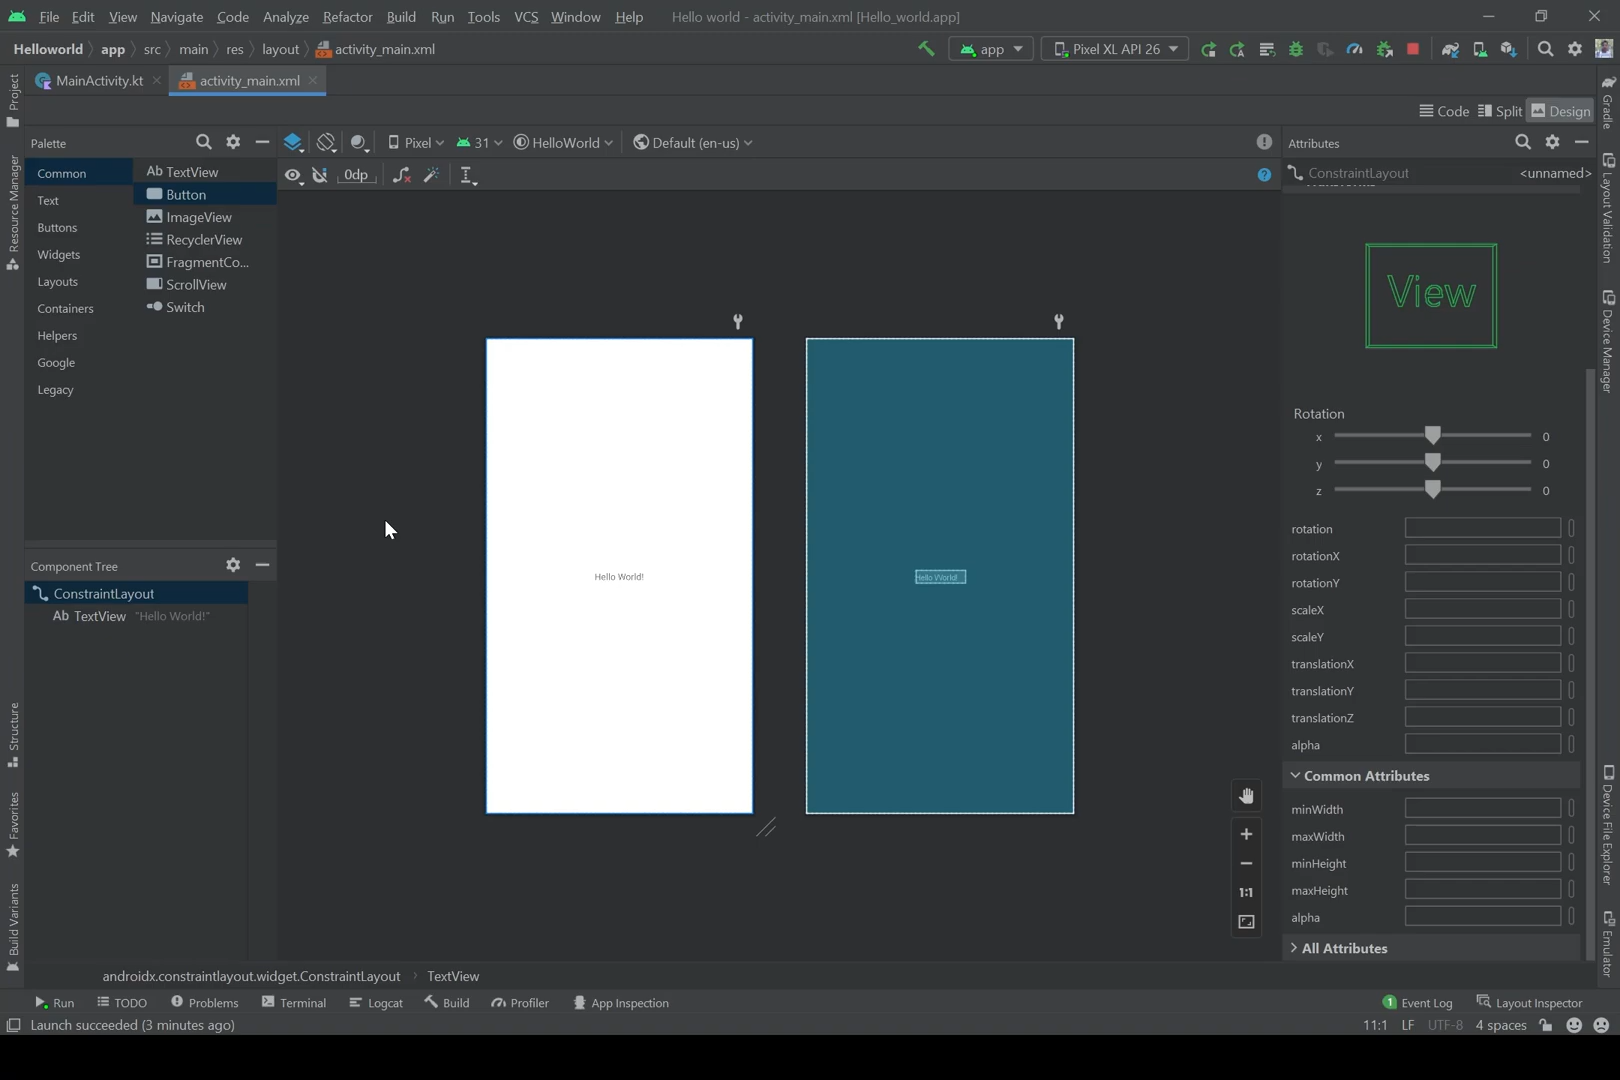 File Edit View Navigate Code Analyze Refactor Build Run Tools VCS Window Help Hello world - activity_main.xml [Hello_world.app]
Helloworld app src main res layout activity_main.xml app Pixel XL API 26
MainActivity.kt activity_main.xml
Code Split Design
Palette Pixel 31 HelloWorld Default (en-us) Attributes
0dp ConstraintLayout <unnamed>
Common
Text
Buttons
Widgets
Layouts
Containers
Helpers
Google
Legacy
Ab TextView
Button
ImageView
RecyclerView
FragmentCo...
ScrollView
Switch
View
Rotation
x 0
y 0
z 0
rotation
rotationX
rotationY
scaleX
scaleY
translationX
translationY
translationZ
alpha
Common Attributes
minWidth
maxWidth
minHeight
maxHeight
alpha
All Attributes
Hello World!
Hello World!
1:1
Component Tree
ConstraintLayout
Ab TextView "Hello World!"
Project
Resource Manager
Structure
Favorites
Build Variants
Gradle
Layout Validation
Device Manager
Device File Explorer
Emulator
androidx.constraintlayout.widget.ConstraintLayout TextView
Run TODO Problems Terminal Logcat Build Profiler App Inspection 1 Event Log Layout Inspector
Launch succeeded (3 minutes ago) 11:1 LF UTF-8 4 spaces